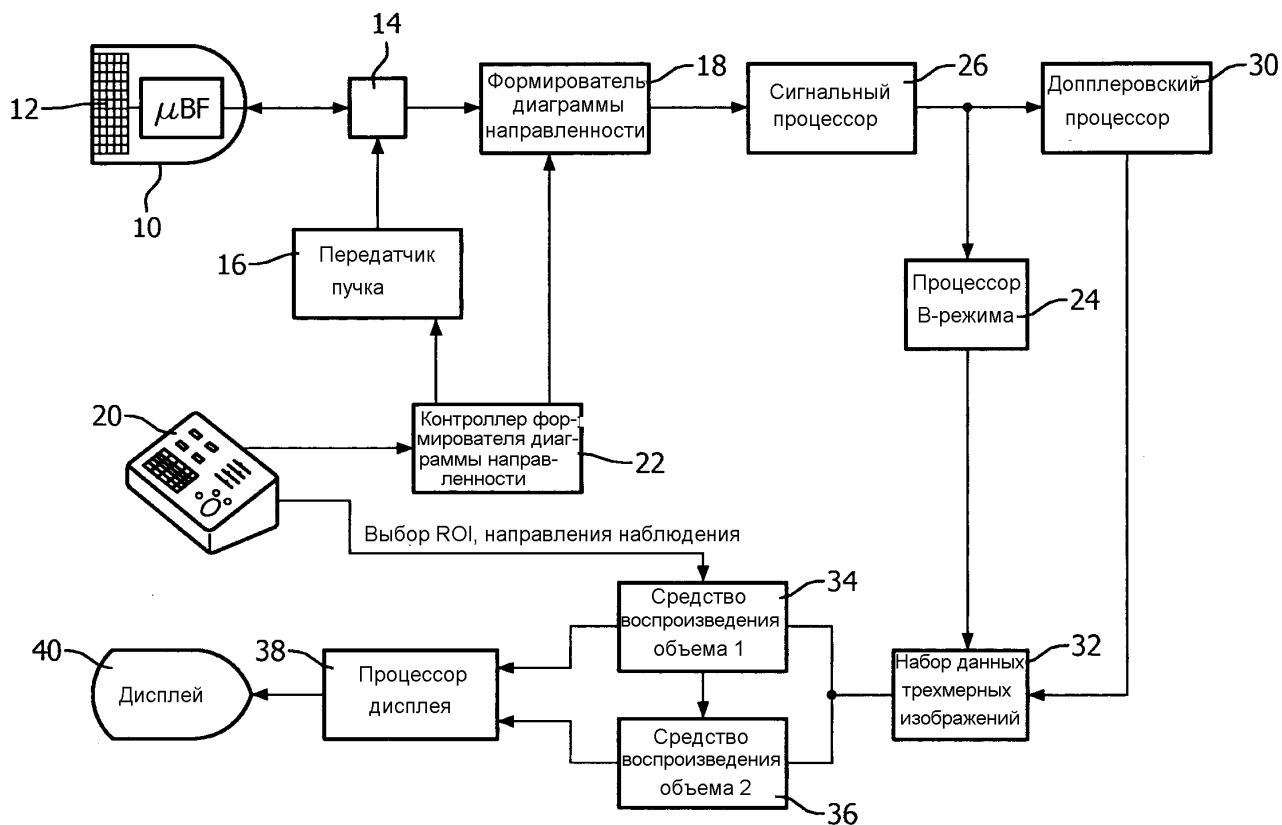 14
18
26
30
12
μBF
Формирователь
диаграммы
направленности
Сигнальный
процессор
Допплеровский
процессор
10
16
Передатчик
пучка
Процессор
В-режима
24
20
Контроллер фор-
мирователя диаг-
раммы направ-
ленности
22
Выбор ROI, направления наблюдения
34
Средство
воспроизведения
объема 1
40
Дисплей
38
Процессор
дисплея
32
Набор данных
трехмерных
изображений
Средство
воспроизведения
объема 2
36